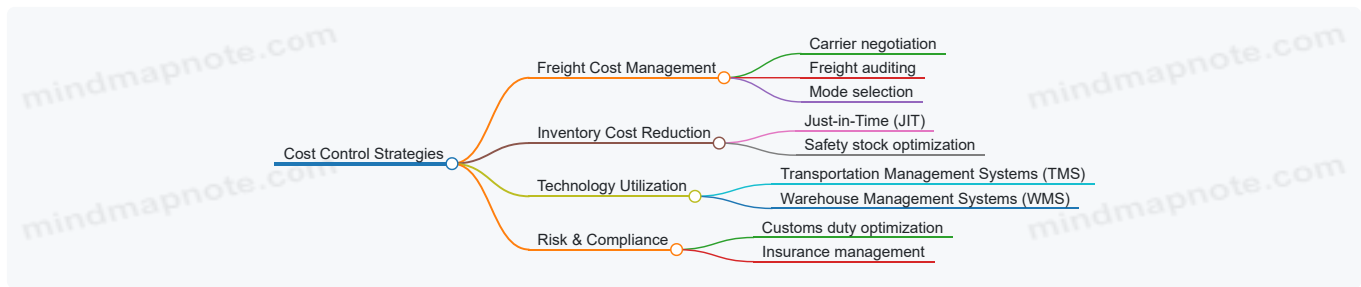 mindmapnote.com
mindmapnote.com
Carrier negotiation
Freight Cost Management
Freight auditing
Mode selection
Just-in-Time (JIT)
Inventory Cost Reduction
Safety stock optimization
Cost Control Strategies
Transportation Management Systems (TMS)
Technology Utilization
Warehouse Management Systems (WMS)
mindmapnote.com
mindmapnote.com
Customs duty optimization
Risk & Compliance
Insurance management